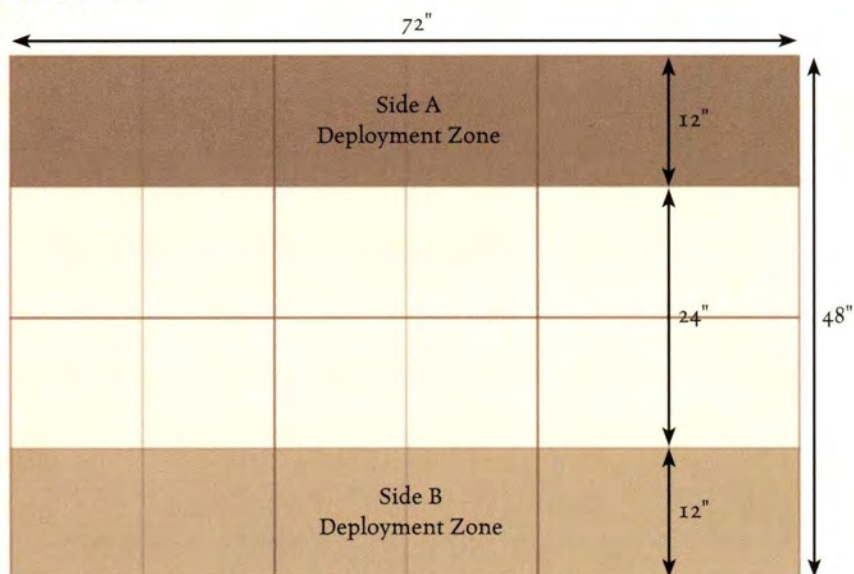 72"
Side A
Deployment Zone
12"
24"
48"
Side B
Deployment Zone
12"